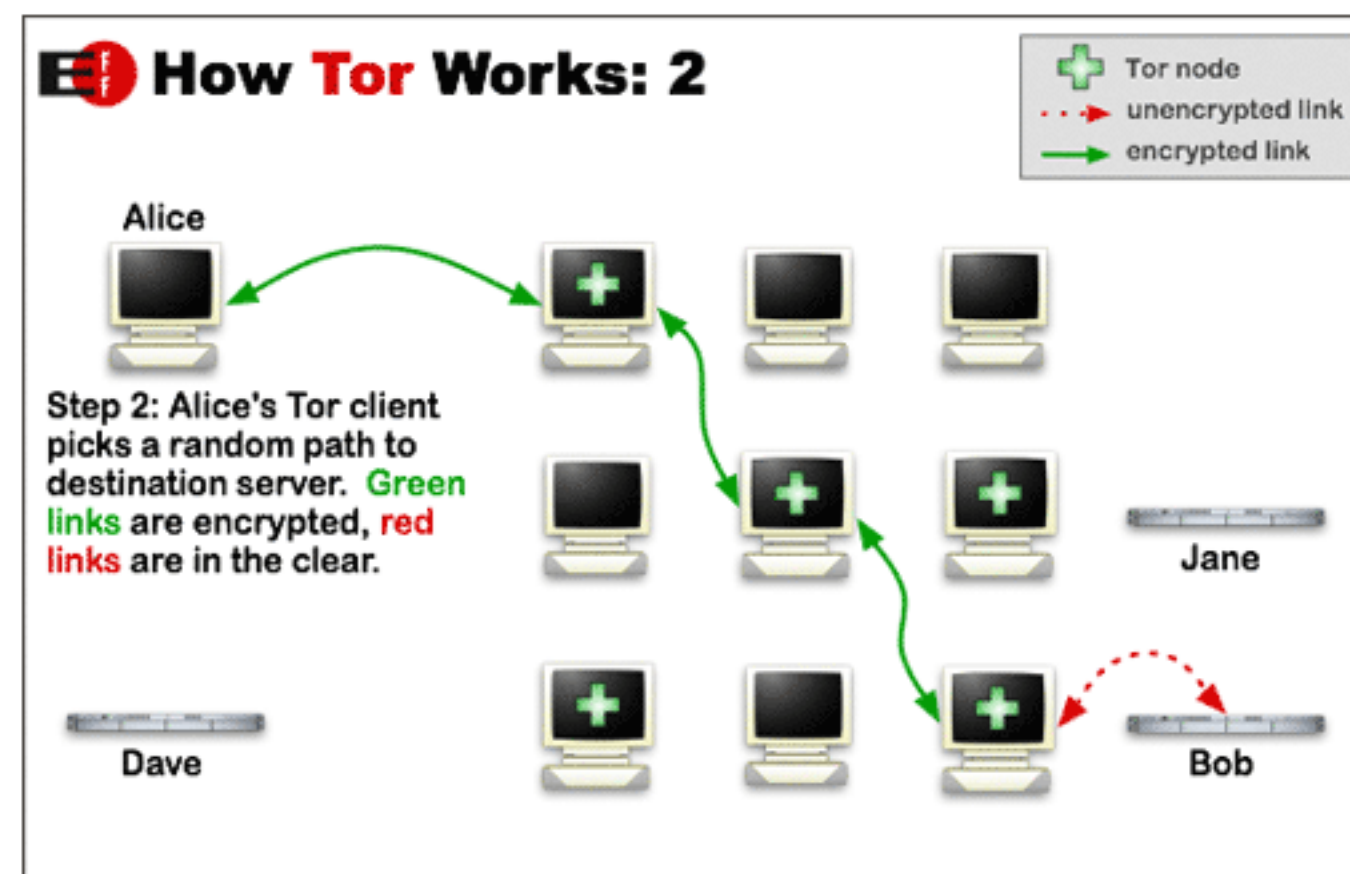 EFF How Tor Works: 2
Tor node
unencrypted link
encrypted link
Alice
Step 2: Alice's Tor client
picks a random path to
destination server. Green
links are encrypted, red
links are in the clear.
Jane
Dave
Bob